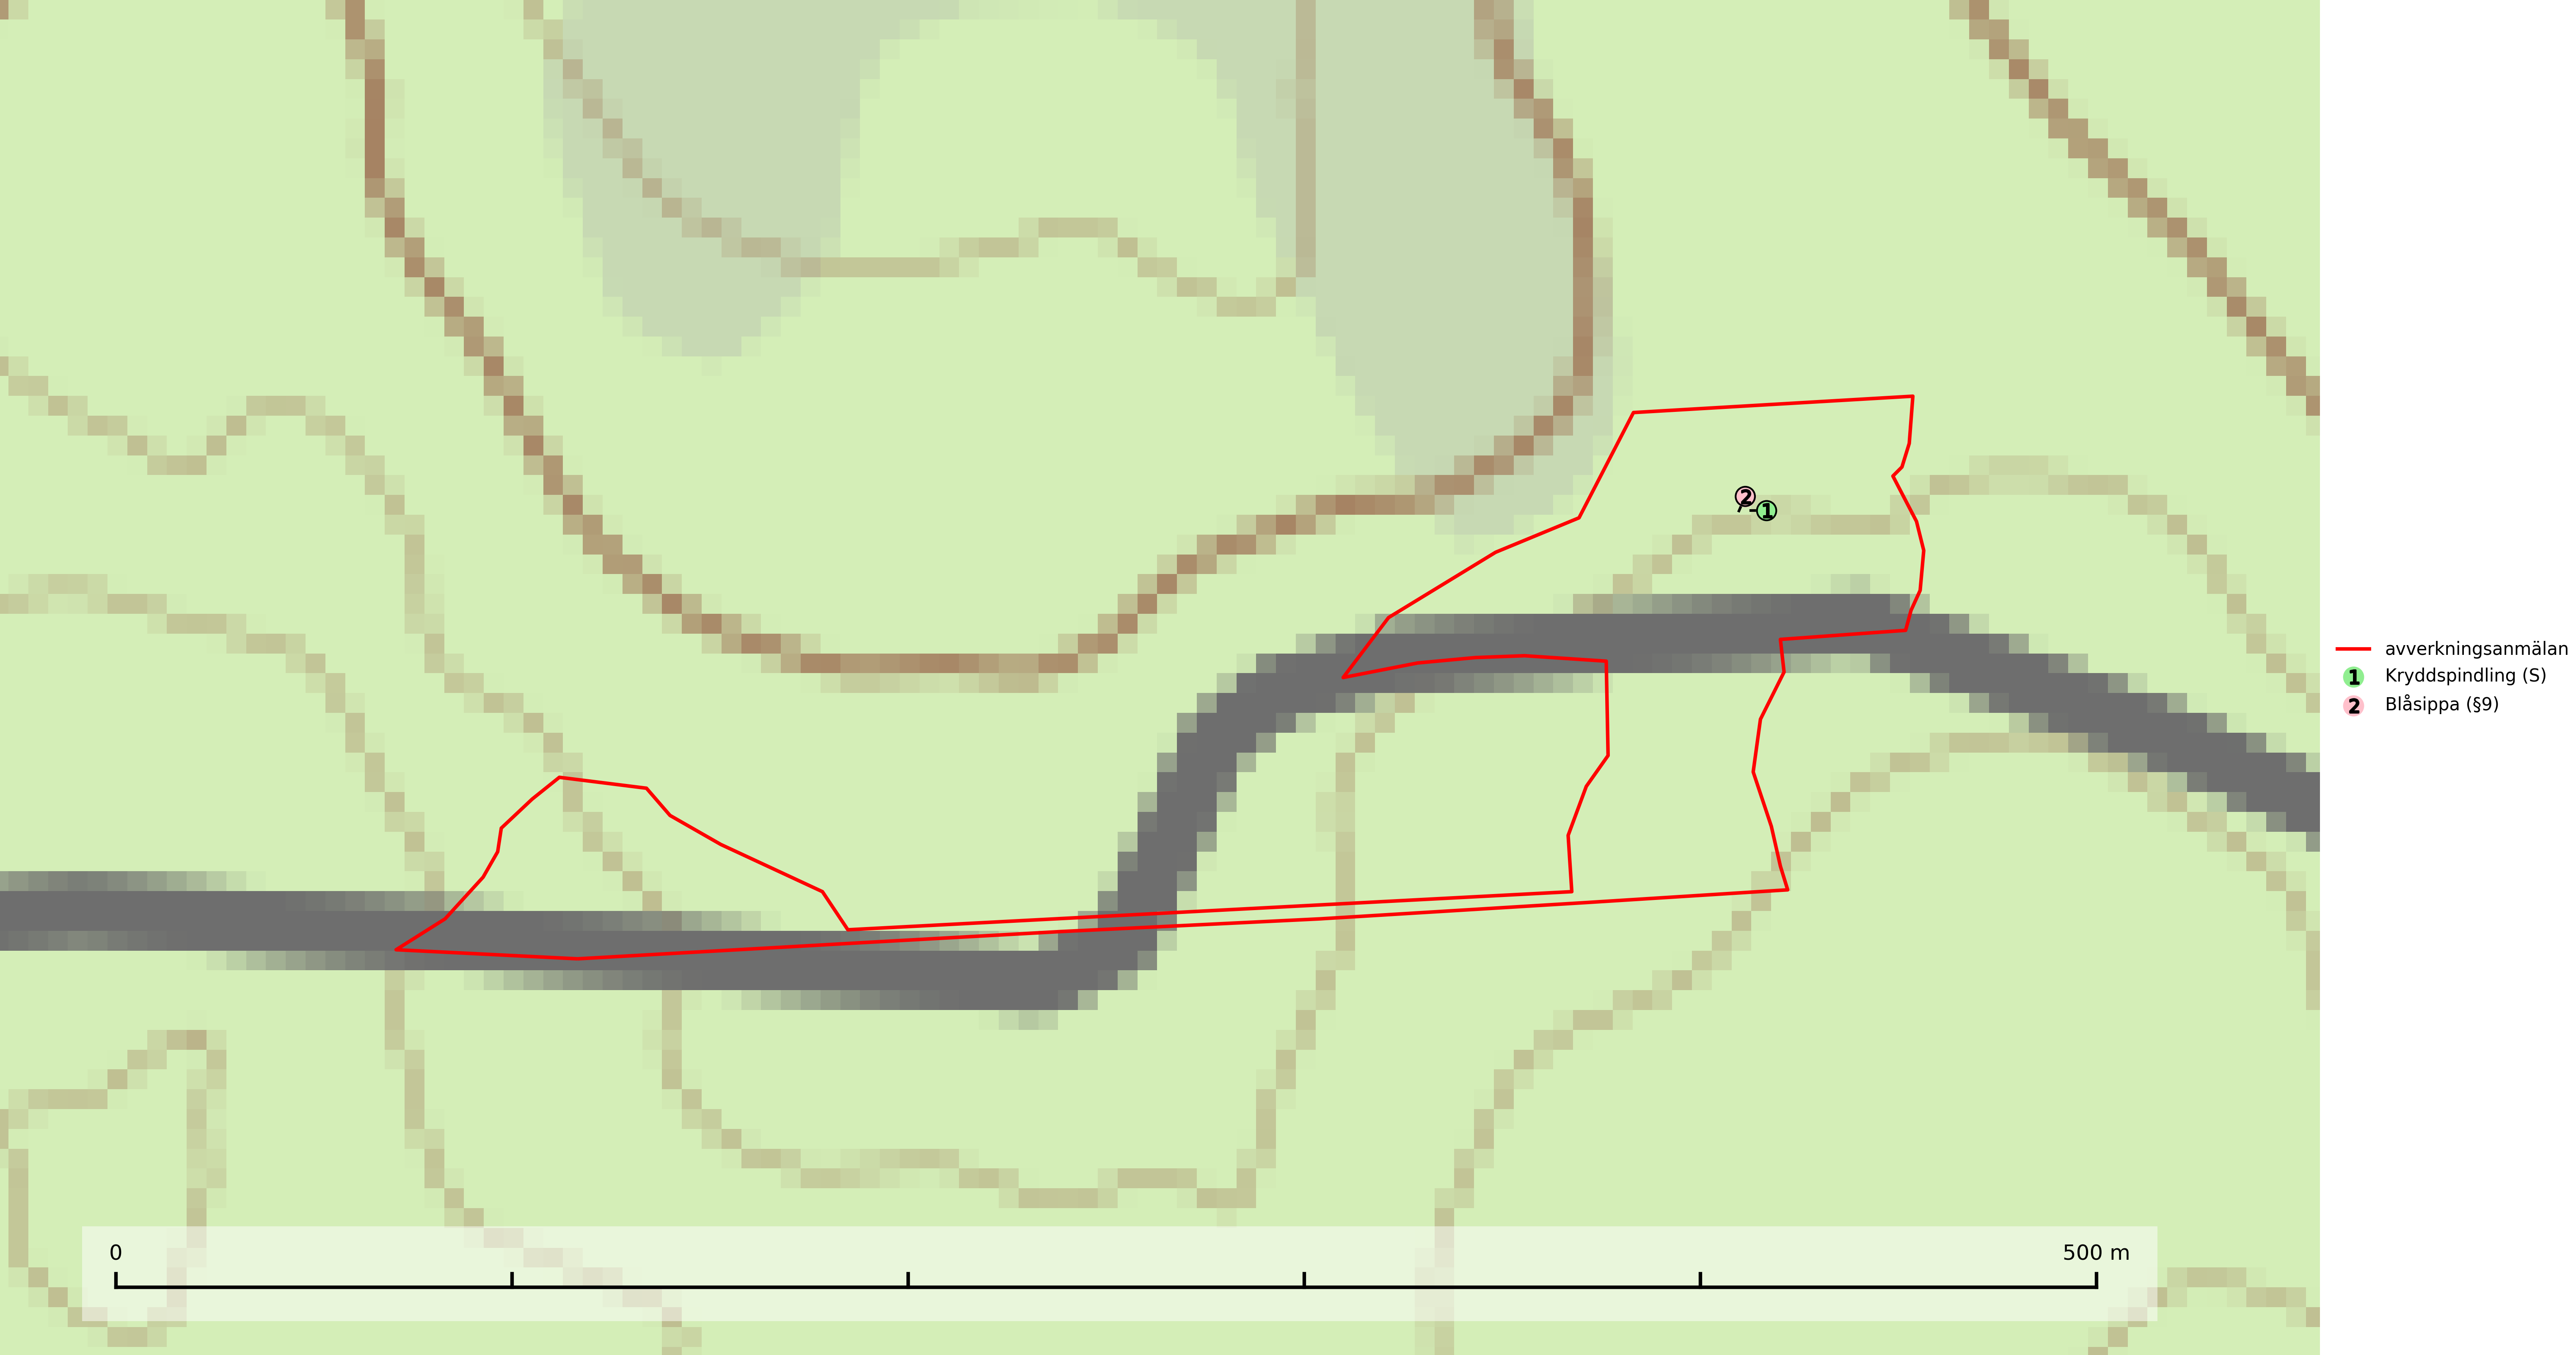 2
1
avverkningsanmälan
1 Kryddspindling (S)
2 Blåsippa (§9)
0 500 m